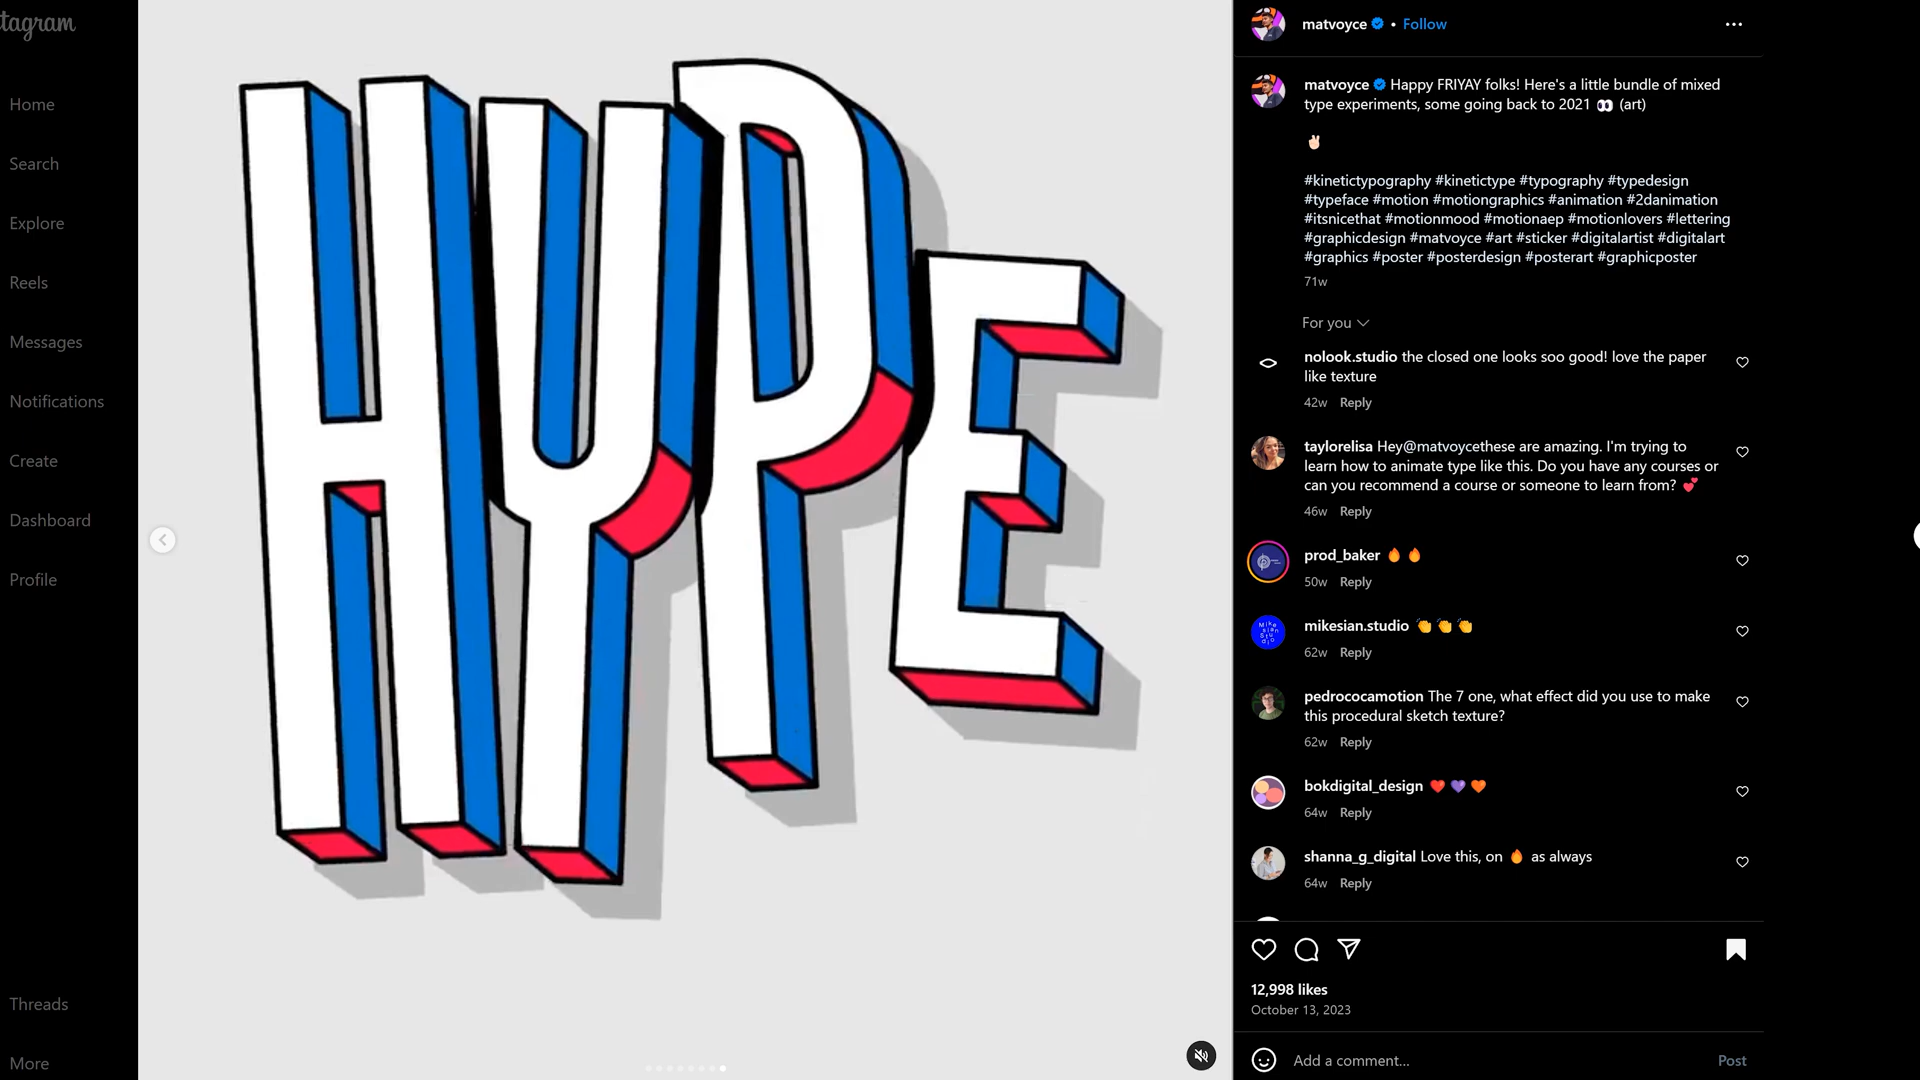 tagram
Home
Search
Explore
Reels
Messages
Notifications
Create
Dashboard
Profile
Threads
More
HYPE
matvoyce • Follow
matvoyce Happy FRIYAY folks! Here's a little bundle of mixed
type experiments, some going back to 2021 👀 (art)
✌🏻
#kinetictypography #kinetictype #typography #typedesign
#typeface #motion #motiongraphics #animation #2danimation
#itsnicethat #motionmood #motionaep #motionlovers #lettering
#graphicdesign #matvoyce #art #sticker #digitalartist #digitalart
#graphics #poster #posterdesign #posterart #graphicposter
71w
For you
nolook.studio the closed one looks soo good! love the paper
like texture
42w Reply
taylorelisa Hey@matvoycethese are amazing. I'm trying to
learn how to animate type like this. Do you have any courses or
can you recommend a course or someone to learn from? 💕
46w Reply
prod_baker 🔥 🔥
50w Reply
mikesian.studio 👏 👏 👏
62w Reply
pedrococamotion The 7 one, what effect did you use to make
this procedural sketch texture?
62w Reply
bokdigital_design ❤️ 💜 🧡
64w Reply
shanna_g_digital Love this, on 🔥 as always
64w Reply
12,998 likes
October 13, 2023
Add a comment...
Post